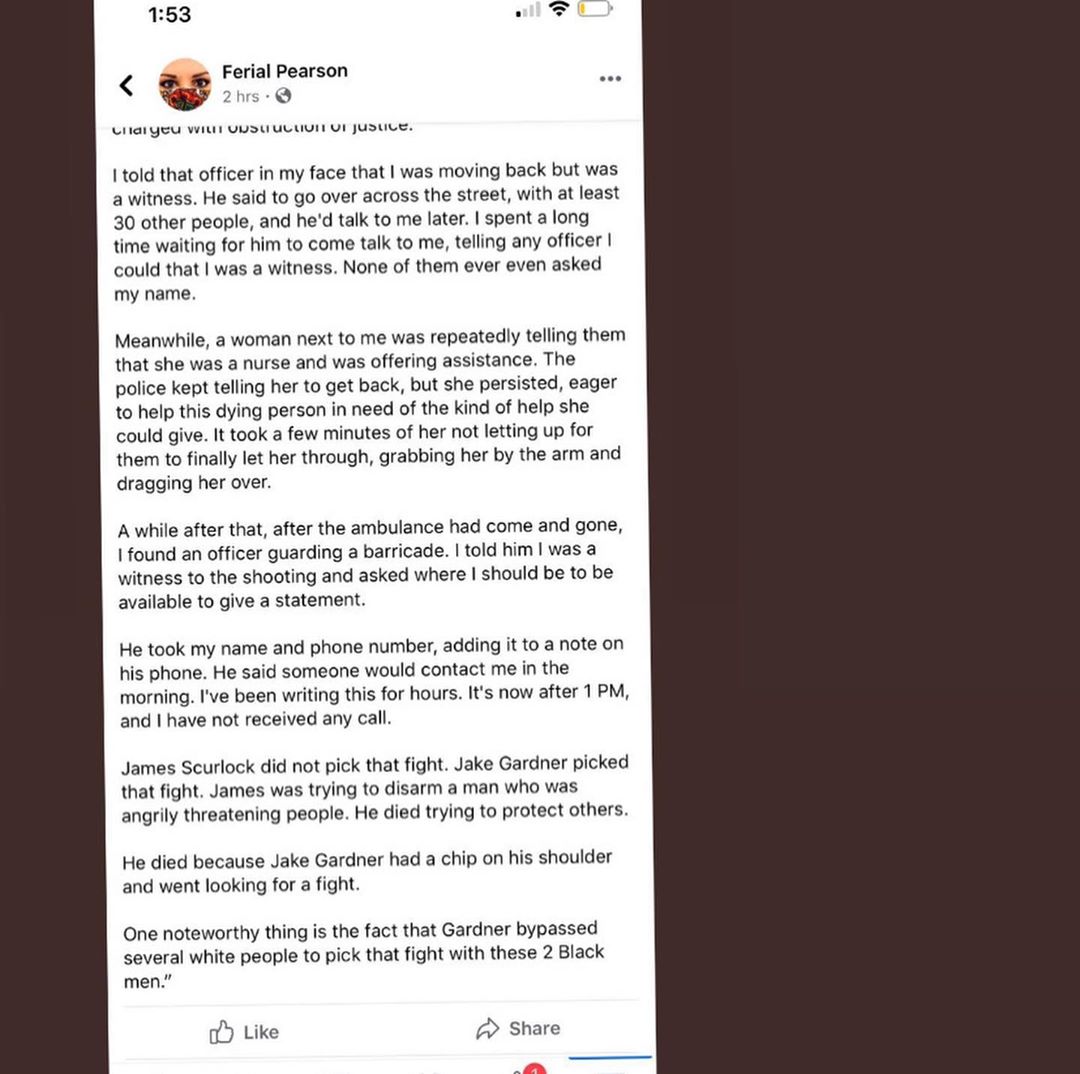 1:53
Ferial Pearson
2 hrs ·
charged with obstruction of justice.
I told that officer in my face that I was moving back but was
a witness. He said to go over across the street, with at least
30 other people, and he'd talk to me later. I spent a long
time waiting for him to come talk to me, telling any officer I
could that I was a witness. None of them ever even asked
my name.
Meanwhile, a woman next to me was repeatedly telling them
that she was a nurse and was offering assistance. The
police kept telling her to get back, but she persisted, eager
to help this dying person in need of the kind of help she
could give. It took a few minutes of her not letting up for
them to finally let her through, grabbing her by the arm and
dragging her over.
A while after that, after the ambulance had come and gone,
I found an officer guarding a barricade. I told him I was a
witness to the shooting and asked where I should be to be
available to give a statement.
He took my name and phone number, adding it to a note on
his phone. He said someone would contact me in the
morning. I've been writing this for hours. It's now after 1 PM,
and I have not received any call.
James Scurlock did not pick that fight. Jake Gardner picked
that fight. James was trying to disarm a man who was
angrily threatening people. He died trying to protect others.
He died because Jake Gardner had a chip on his shoulder
and went looking for a fight.
One noteworthy thing is the fact that Gardner bypassed
several white people to pick that fight with these 2 Black
men.”
Like
Share
1